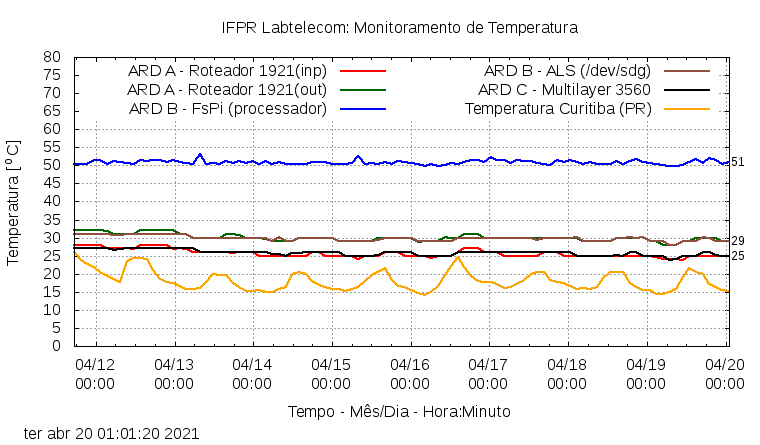 IFPR Labtelecom: Monitoramento de Temperatura
Temperatura [ ⁰ C]
80
75
70
65
60
55
50
45
40
35
30
25
20
15
10
5
0
ARD A - Roteador 1921(inp)
ARD A - Roteador 1921(out)
ARD B - FsPi (processador)
ARD B - ALS (/dev/sdg)
ARD C - Multilayer 3560
Temperatura Curitiba (PR)
51
29
25
04/12 04/13 04/14 04/15 04/16 04/17 04/18 04/19 04/20
00:00 00:00 00:00 00:00 00:00 00:00 00:00 00:00 00:00
Tempo - Mês/Dia - Hora:Minuto
ter abr 20 01:01:20 2021